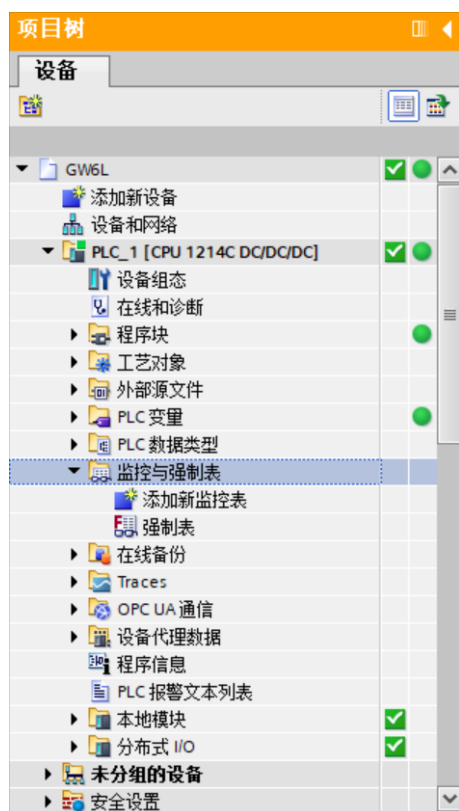 项目树
设备
GW6L
添加新设备
设备和网络
PLC_1 [CPU 1214C DC/DC/DC]
设备组态
在线和诊断
程序块
工艺对象
外部源文件
PLC 变量
PLC 数据类型
监控与强制表
添加新监控表
强制表
在线备份
Traces
OPC UA 通信
设备代理数据
程序信息
PLC 报警文本列表
本地模块
分布式 I/O
未分组的设备
安全设置